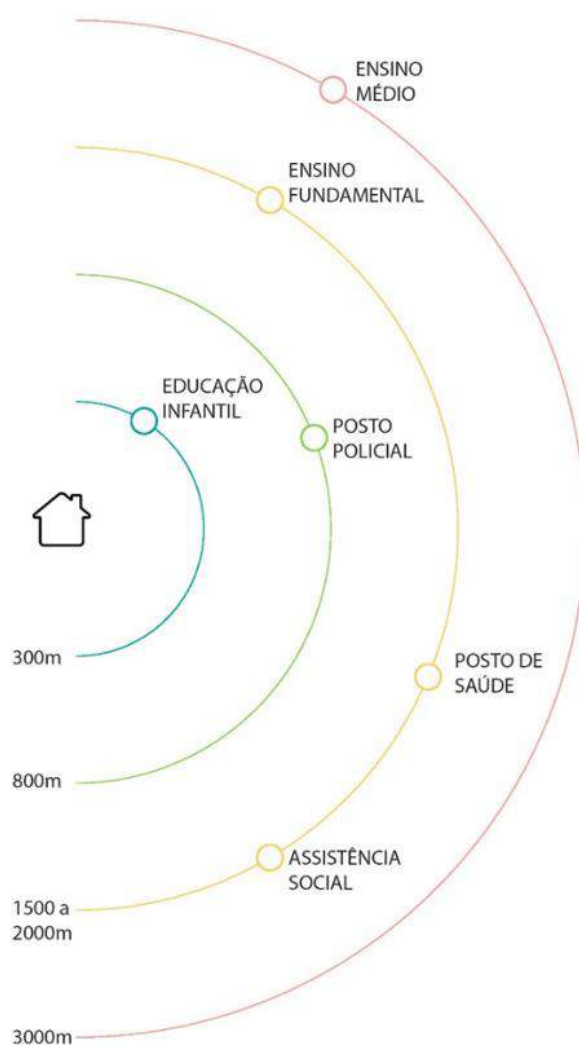 ENSINO
MÉDIO
ENSINO
FUNDAMENTAL
EDUCAÇÃO
INFANTIL
POSTO
POLICIAL
300m
POSTO DE
SAÚDE
800m
ASSISTÊNCIA
SOCIAL
1500 a
2000m
3000m